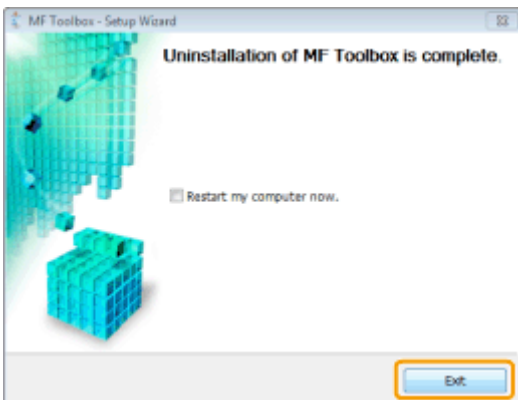 MF Toolbox - Setup Wizard
Uninstallation of MF Toolbox is complete.
Restart my computer now.
Exit